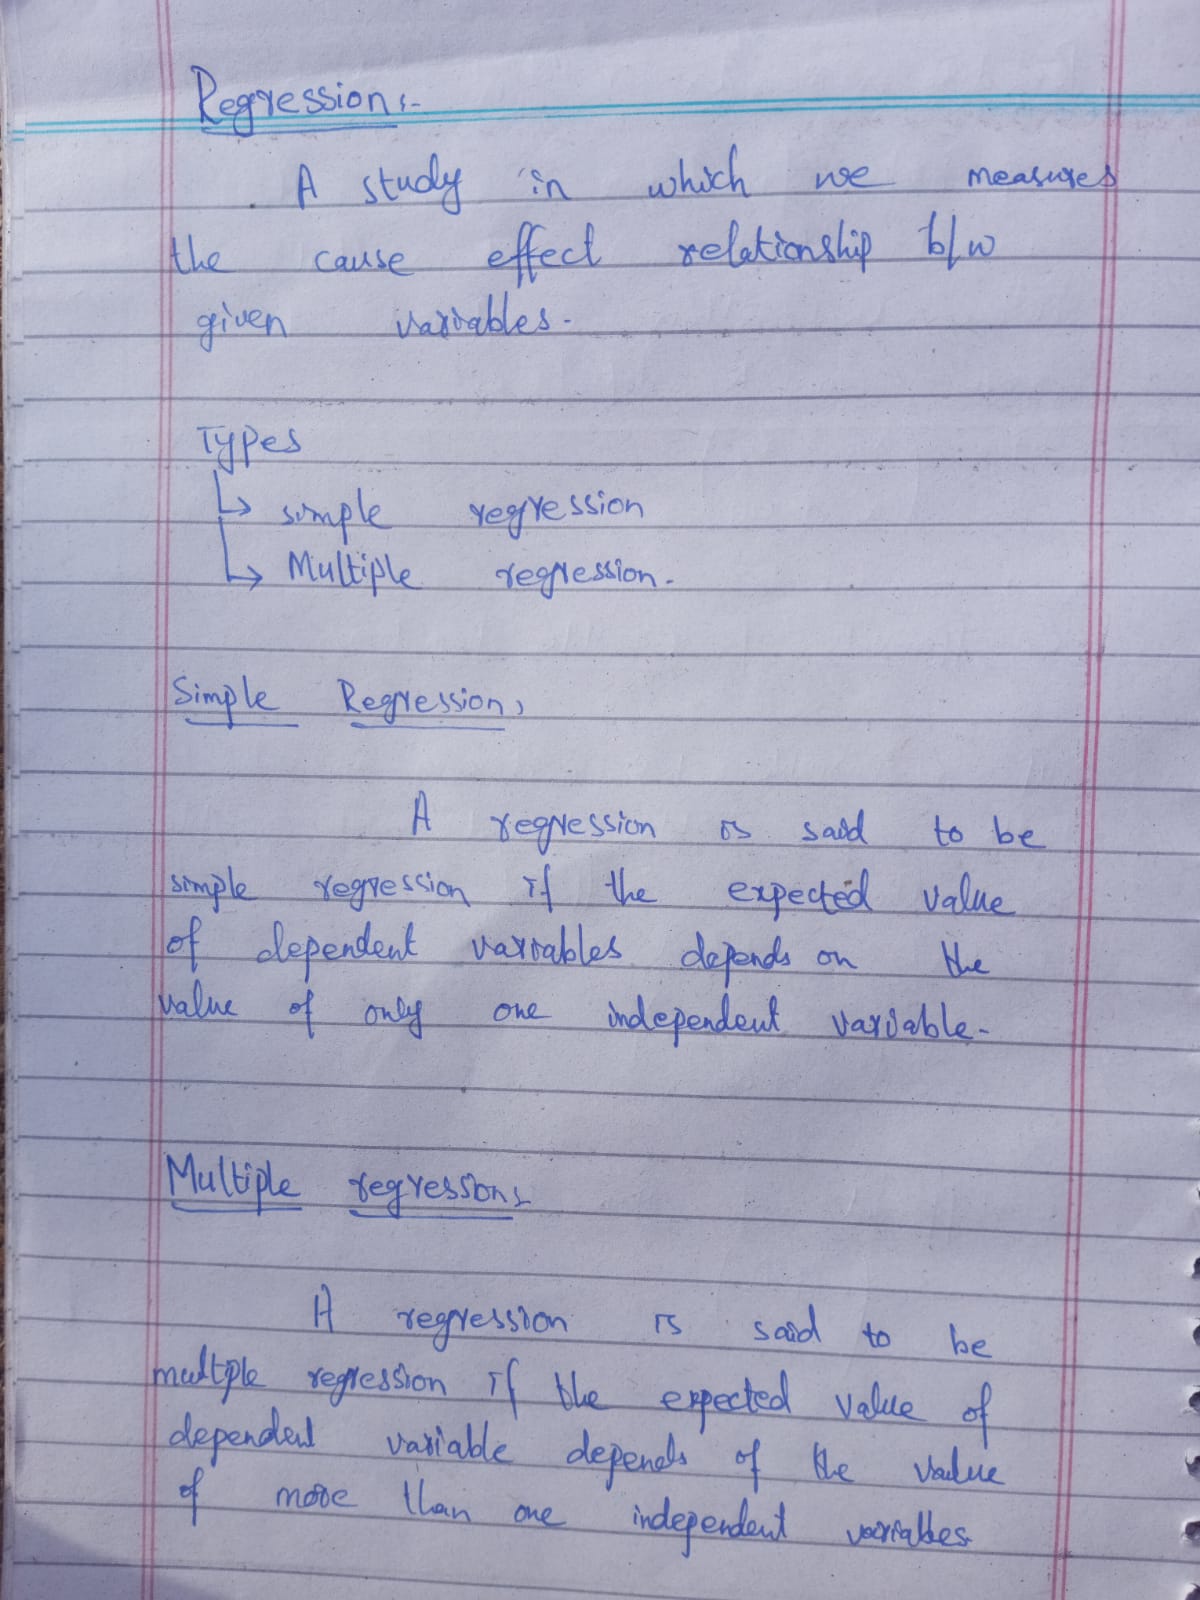 Regression:-
A study in which we measures
the cause effect relationship b/w
given variables.
Types
↳ simple regression
↳ Multiple regression.
Simple Regression,
A regression is said to be
simple regression if the expected value
of dependent variables depends on the
value of only one independent variable.
Multiple regression,
A regression is said to be
multple regression if the expected value of
dependent variable depends of the value
of more than one independent variables